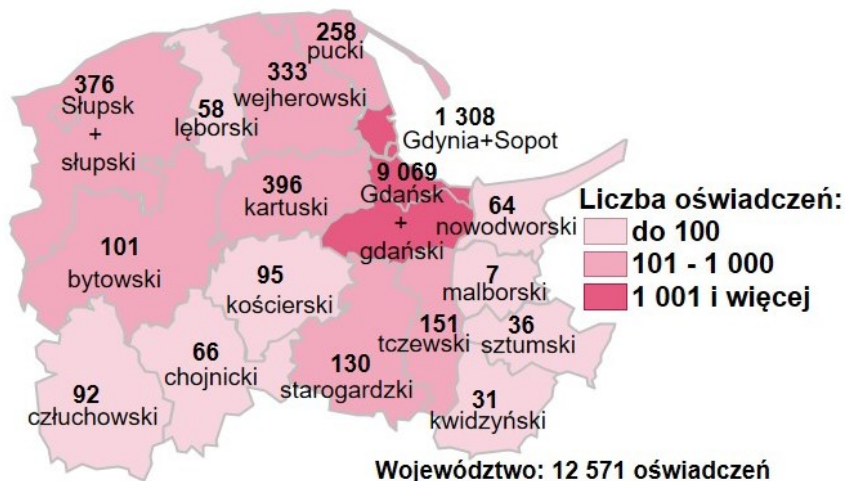 258
pucki
376
Słupsk
+
słupski
58
lęborski
333
wejherowski
1 308
Gdynia+Sopot
9 069
Gdańsk
+
gdański
396
kartuski
64
nowodworski
101
bytowski
95
kościerski
7
malborski
151
tczewski
36
sztumski
66
chojnicki
130
starogardzki
92
człuchowski
31
kwidzyński
Liczba oświadczeń:
do 100
101 - 1 000
1 001 i więcej
Województwo: 12 571 oświadczeń